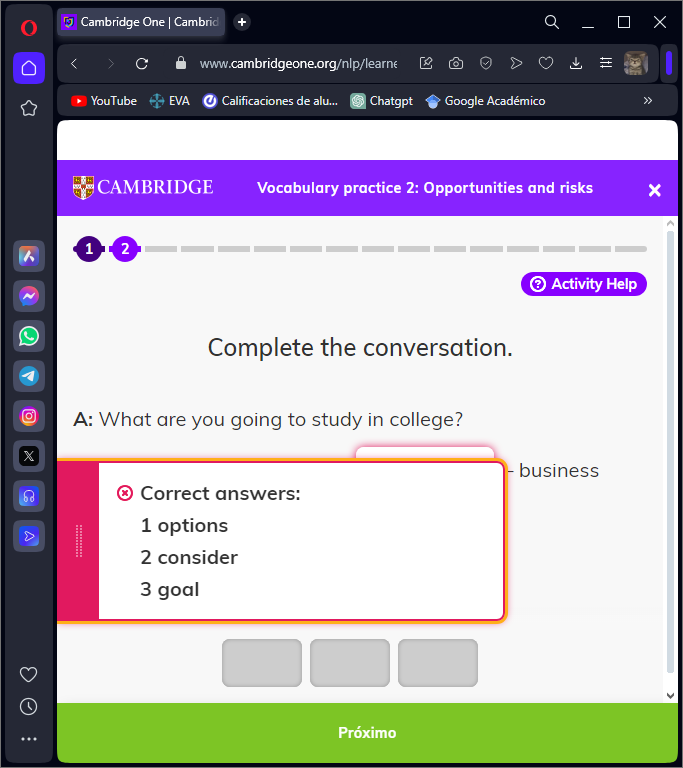 Cambridge One | Cambrid
www.cambridgeone.org/nlp/learne
YouTube
EVA
Calificaciones de alu...
Chatgpt
Google Académico
CAMBRIDGE
Vocabulary practice 2: Opportunities and risks
1
2
Activity Help
Complete the conversation.
A: What are you going to study in college?
– business
Correct answers:
1 options
2 consider
3 goal
Próximo